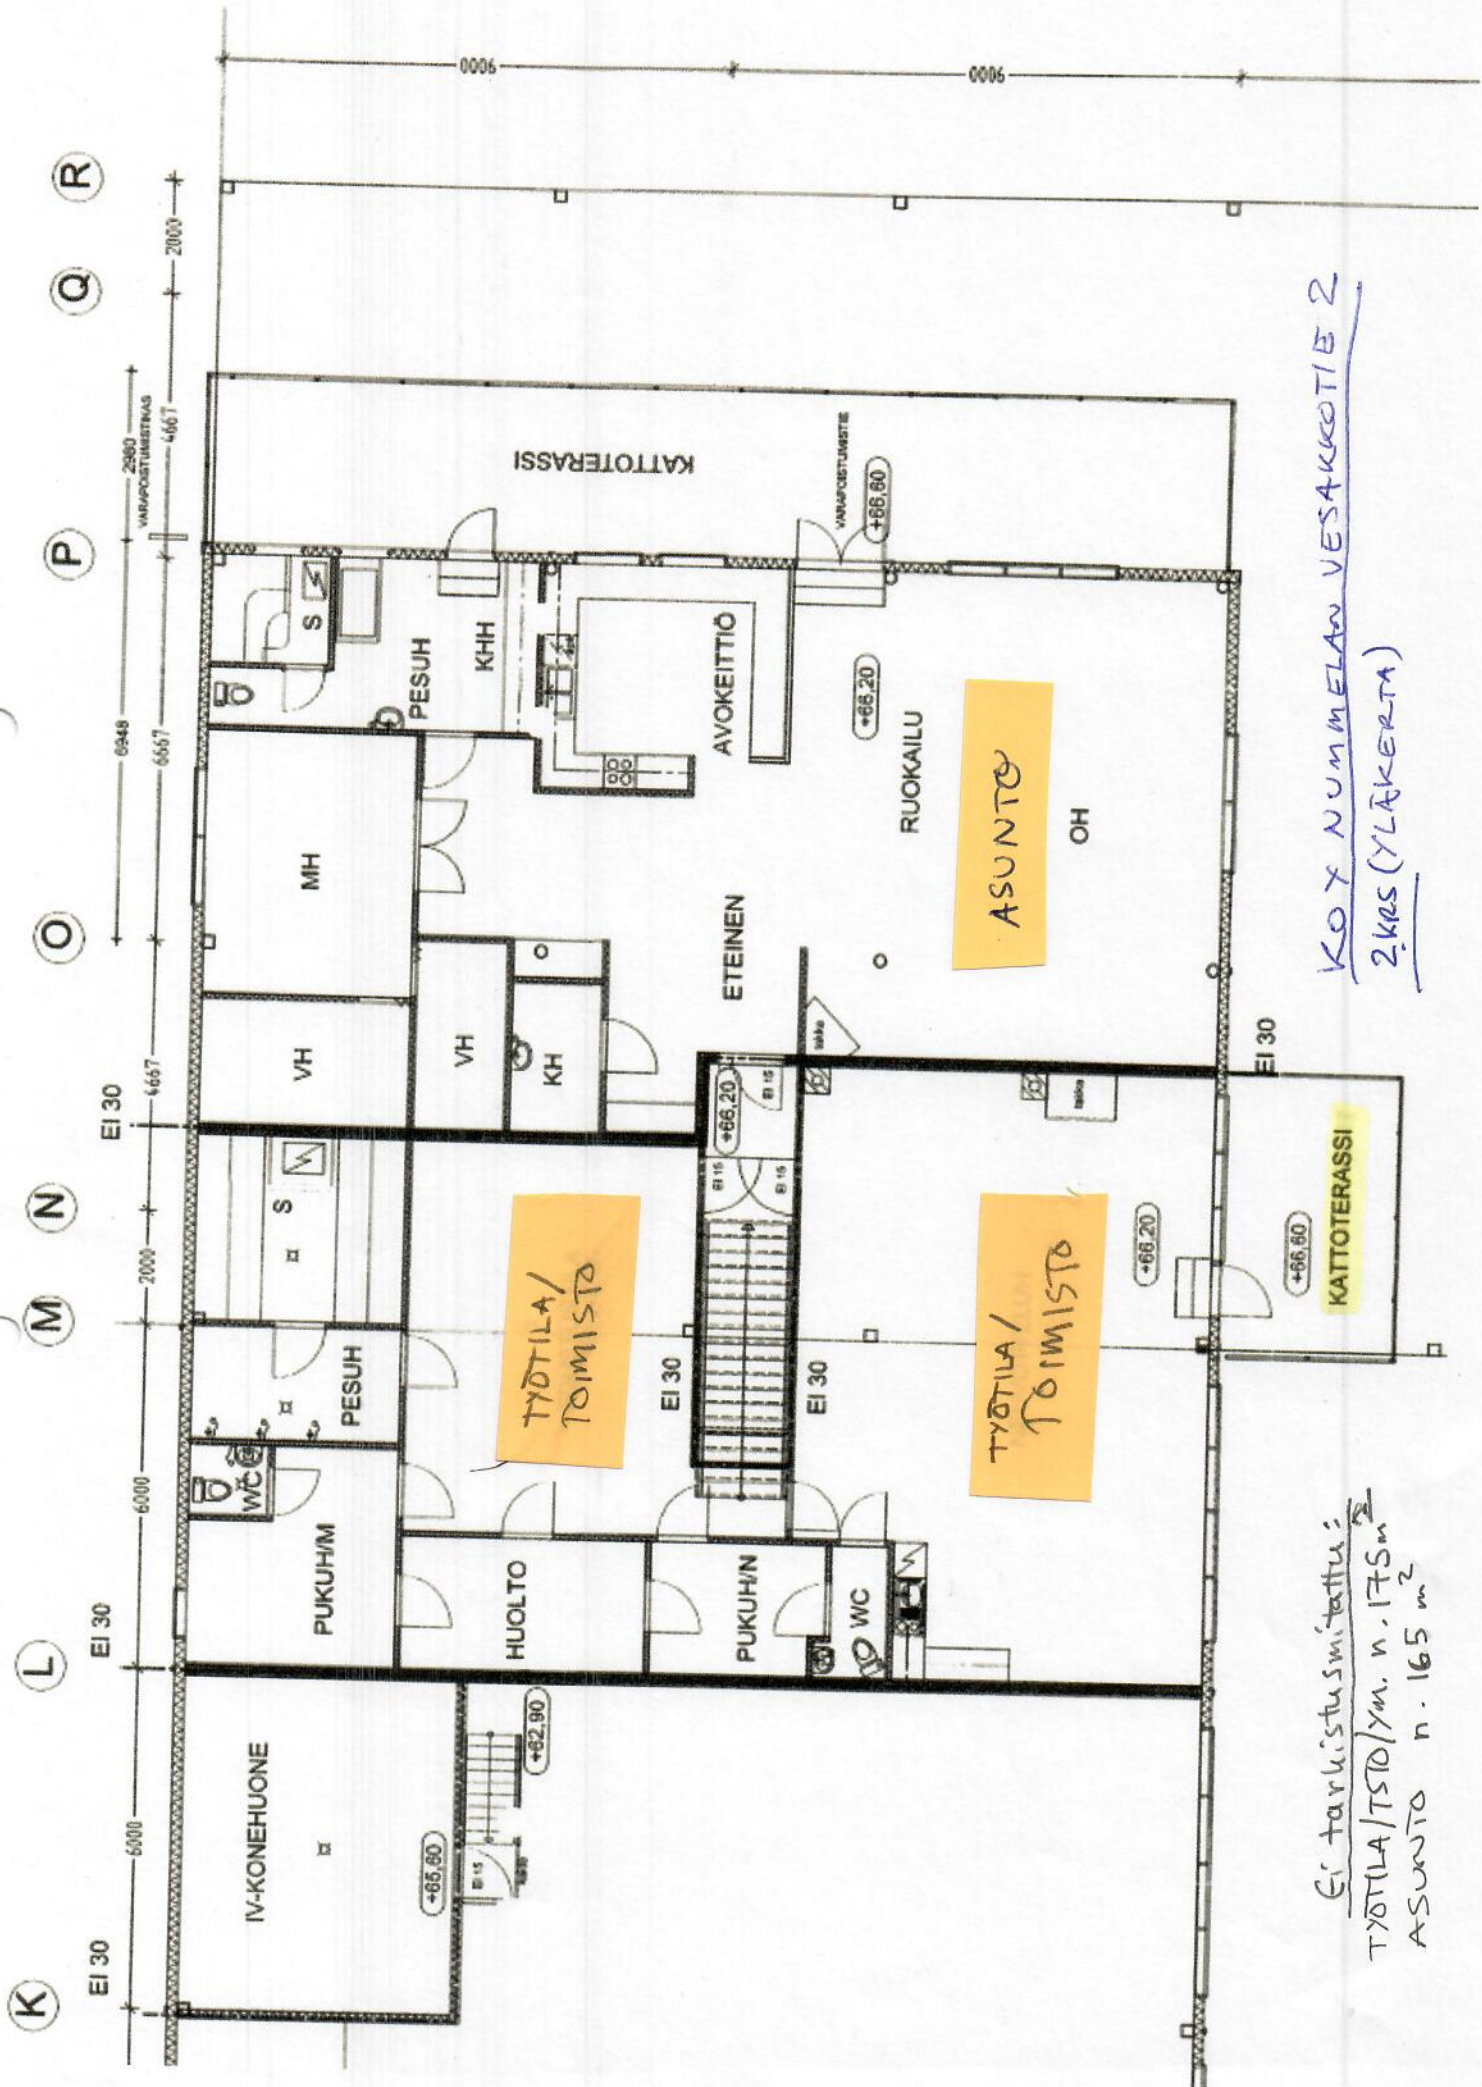 K
L
M
N
O
P
Q
R
6000
6000
2000
4667
6667
4667
2000
6948
2980
VARAPOISTUMISTIKAS
9000
9000
EI 30
EI 30
EI 30
IV-KONEHUONE
+65,60
EI 15
+62,90
PUKUH/M
WC
PESUH
S
VH
MH
S
PESUH
KHH
HUOLTO
TYÖTILA/
TOIMISTO
VH
KH
KATTOTERASSI
PUKUH/N
WC
EI 30
EI 30
EI 15
EI 15
+66,20
EI 15
ETEINEN
AVOKEITTIÖ
VARAPOISTUMISTIE
+66,60
takka
RUOKAILU
+66,20
TYÖTILA/
TOIMISTO
takka
ASUNTO
OH
+66,20
EI 30
+66,60
KATTOTERASSI
KOY NUMMELAN VESAKKOTIE 2
2.KRS (YLÄKERTA)
Ei tarkistusmitattu:
TYÖTILA/TSTO/YM. n. 175m²
ASUNTO n. 165 m²